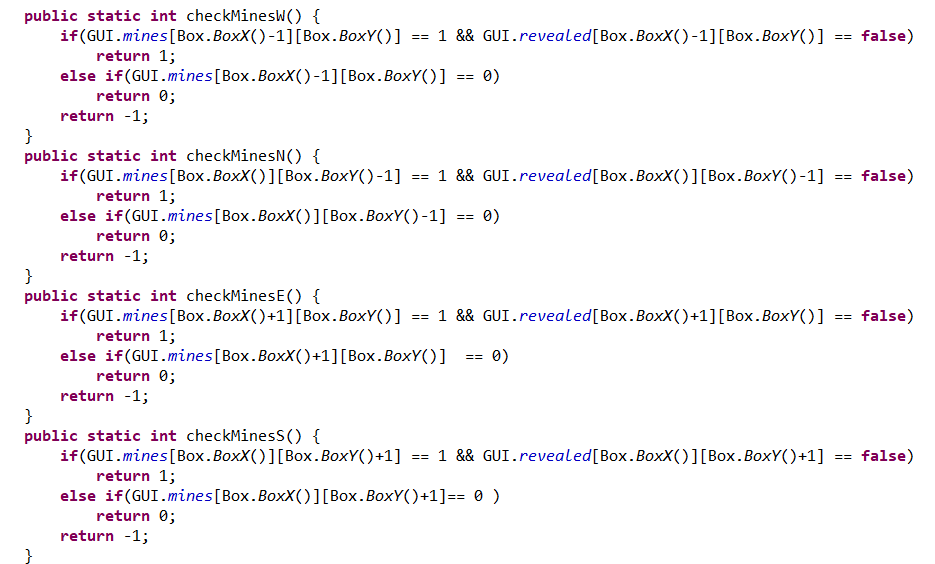 public static int checkMinesW() {
    if(GUI.mines[Box.BoxX()-1][Box.BoxY()] == 1 && GUI.revealed[Box.BoxX()-1][Box.BoxY()] == false)
        return 1;
    else if(GUI.mines[Box.BoxX()-1][Box.BoxY()] == 0)
        return 0;
    return -1;
}
public static int checkMinesN() {
    if(GUI.mines[Box.BoxX()][Box.BoxY()-1] == 1 && GUI.revealed[Box.BoxX()][Box.BoxY()-1] == false)
        return 1;
    else if(GUI.mines[Box.BoxX()][Box.BoxY()-1] == 0)
        return 0;
    return -1;
}
public static int checkMinesE() {
    if(GUI.mines[Box.BoxX()+1][Box.BoxY()] == 1 && GUI.revealed[Box.BoxX()+1][Box.BoxY()] == false)
        return 1;
    else if(GUI.mines[Box.BoxX()+1][Box.BoxY()]  == 0)
        return 0;
    return -1;
}
public static int checkMinesS() {
    if(GUI.mines[Box.BoxX()][Box.BoxY()+1] == 1 && GUI.revealed[Box.BoxX()][Box.BoxY()+1] == false)
        return 1;
    else if(GUI.mines[Box.BoxX()][Box.BoxY()+1]== 0 )
        return 0;
    return -1;
}